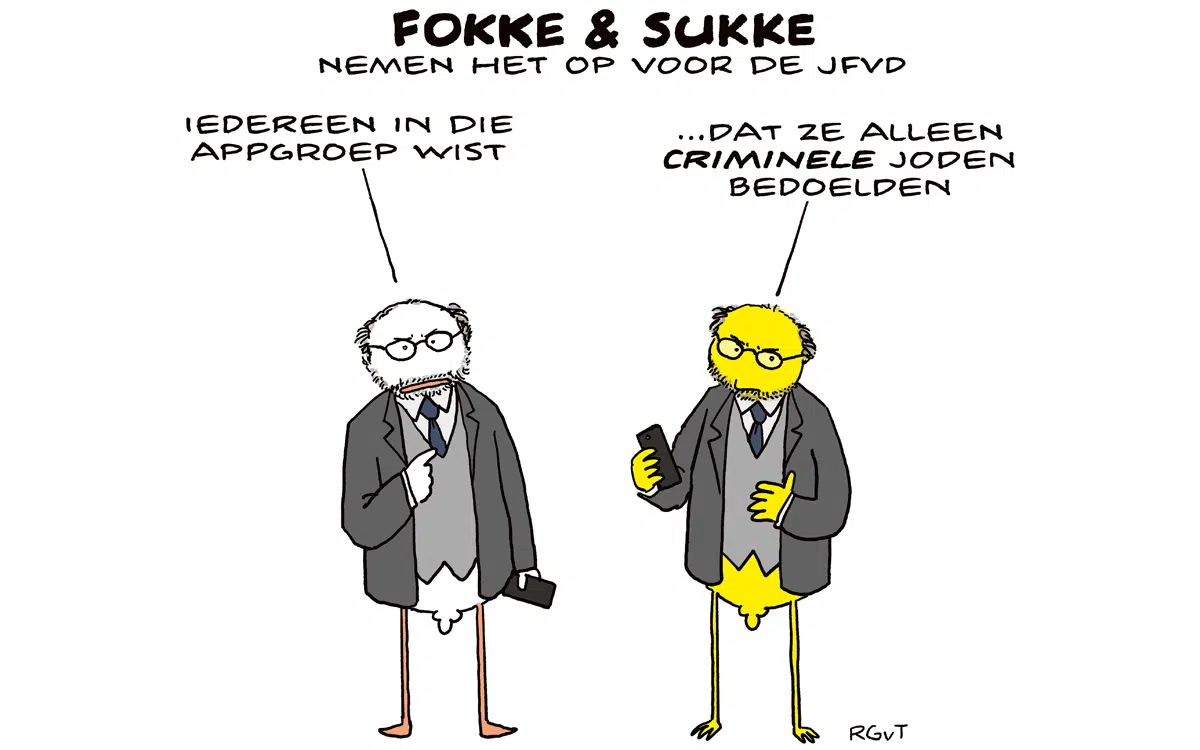 FOKKE & SUKKE
NEMEN HET OP VOOR DE JFVD
IEDEREEN IN DIE
APPGROEP WIST
...DAT ZE ALLEEN
CRIMINELE JODEN
BEDOELDEN
RGvT